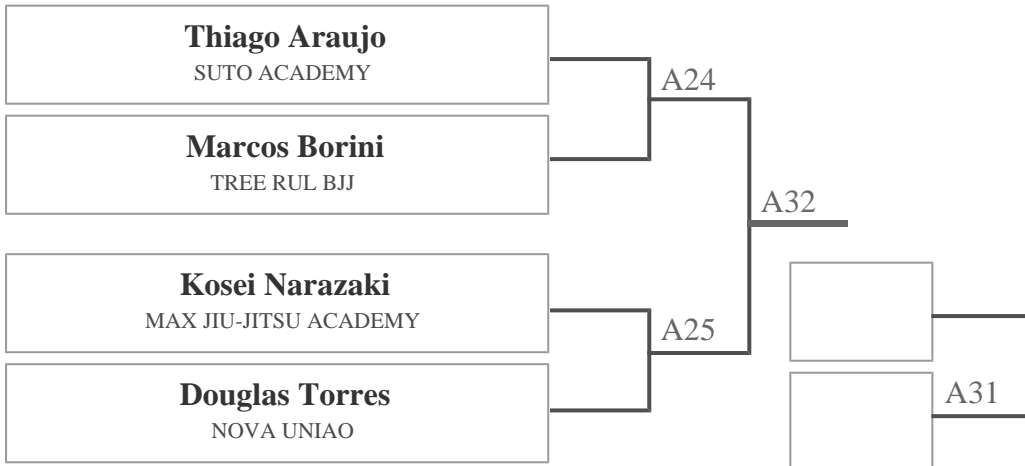 Thiago Araujo
SUTO ACADEMY
A24
Marcos Borini
TREE RUL BJJ
A32
Kosei Narazaki
MAX JIU-JITSU ACADEMY
A25
Douglas Torres
NOVA UNIAO
A31